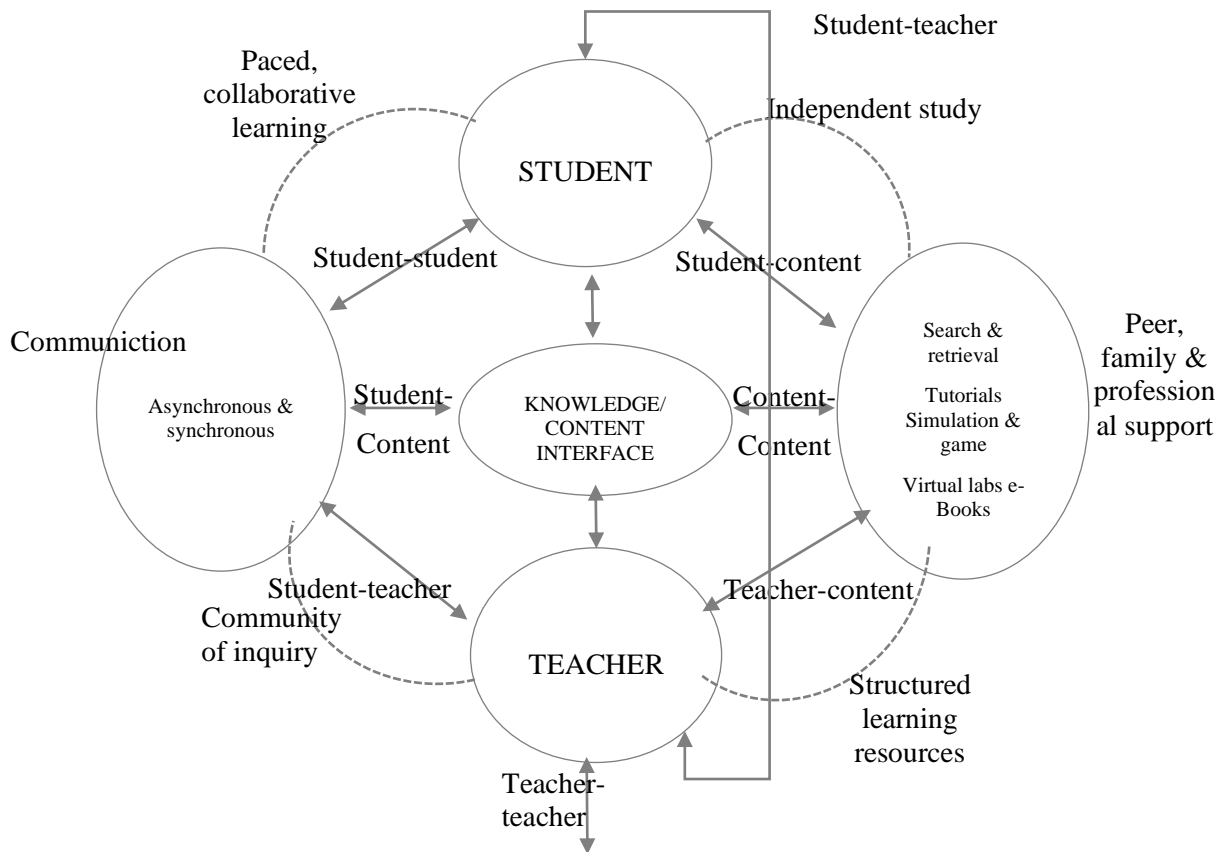 Student-teacher
Paced,
collaborative
learning
Independent study
STUDENT
Student-student
Student-content
Communiction
Asynchronous &
synchronous
Student-
Content
KNOWLEDGE/
CONTENT
INTERFACE
Content-
Content
Search &
retrieval
Tutorials
Simulation &
game
Virtual labs e-
Books
Peer,
family &
profession
al support
Student-teacher
Community
of inquiry
Teacher-content
TEACHER
Structured
learning
resources
Teacher-
teacher